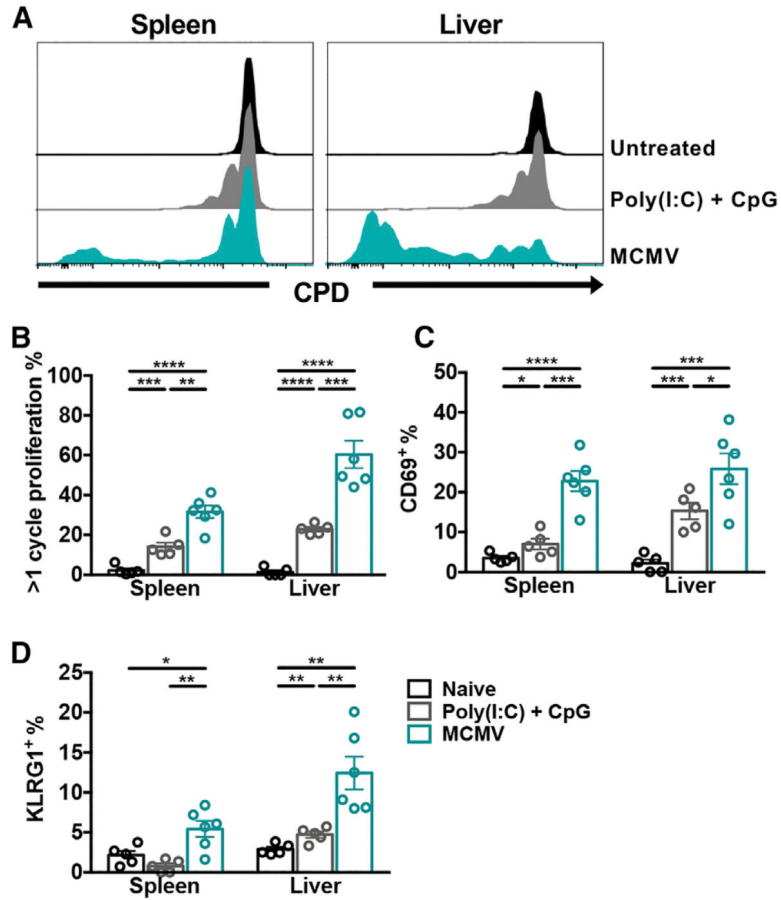 A
Spleen
Liver
Untreated
Poly(I:C) + CpG
MCMV
CPD
B
>1 cycle proliferation %
100
80
60
40
20
0
**** 
*** **
****
**** ***
Spleen
Liver
C
CD69+ %
50
40
30
20
10
0
****
* ***
***
*** *
Spleen
Liver
D
KLRG1+ %
25
20
15
10
5
0
*
**
**
** **
Spleen
Liver
Naive
Poly(I:C) + CpG
MCMV